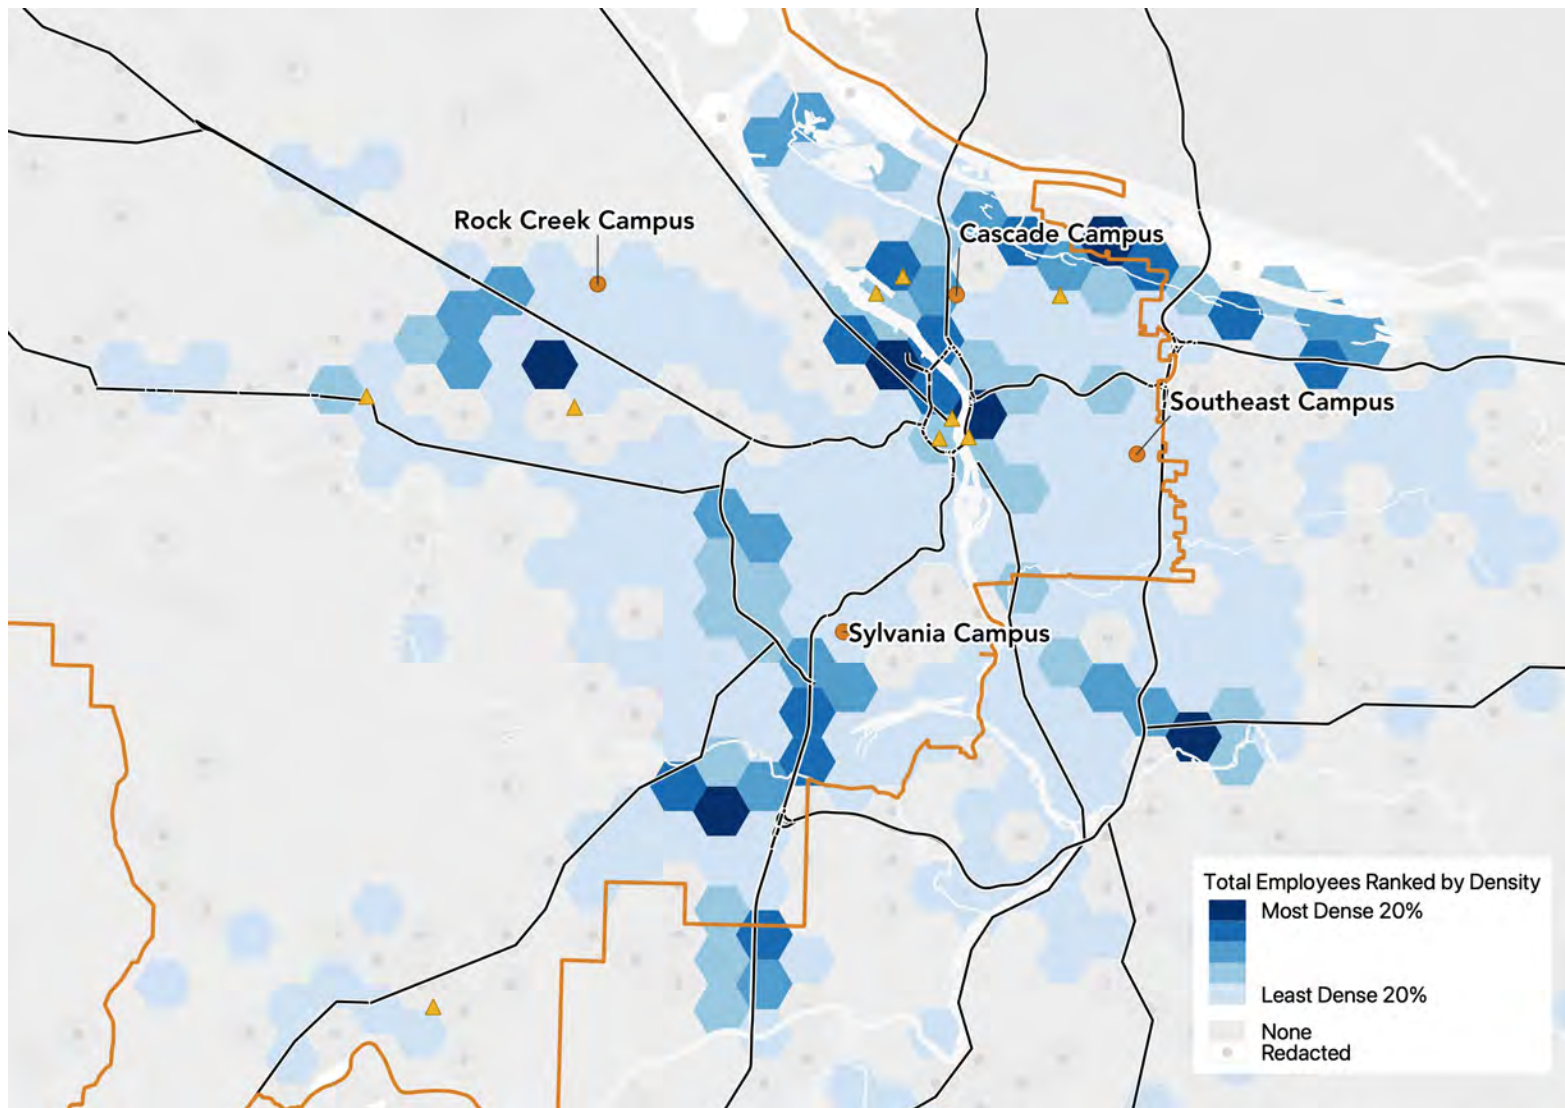 Rock Creek Campus
Cascade Campus
Southeast Campus
Sylvania Campus
Total Employees Ranked by Density
Most Dense 20%
Least Dense 20%
None
Redacted